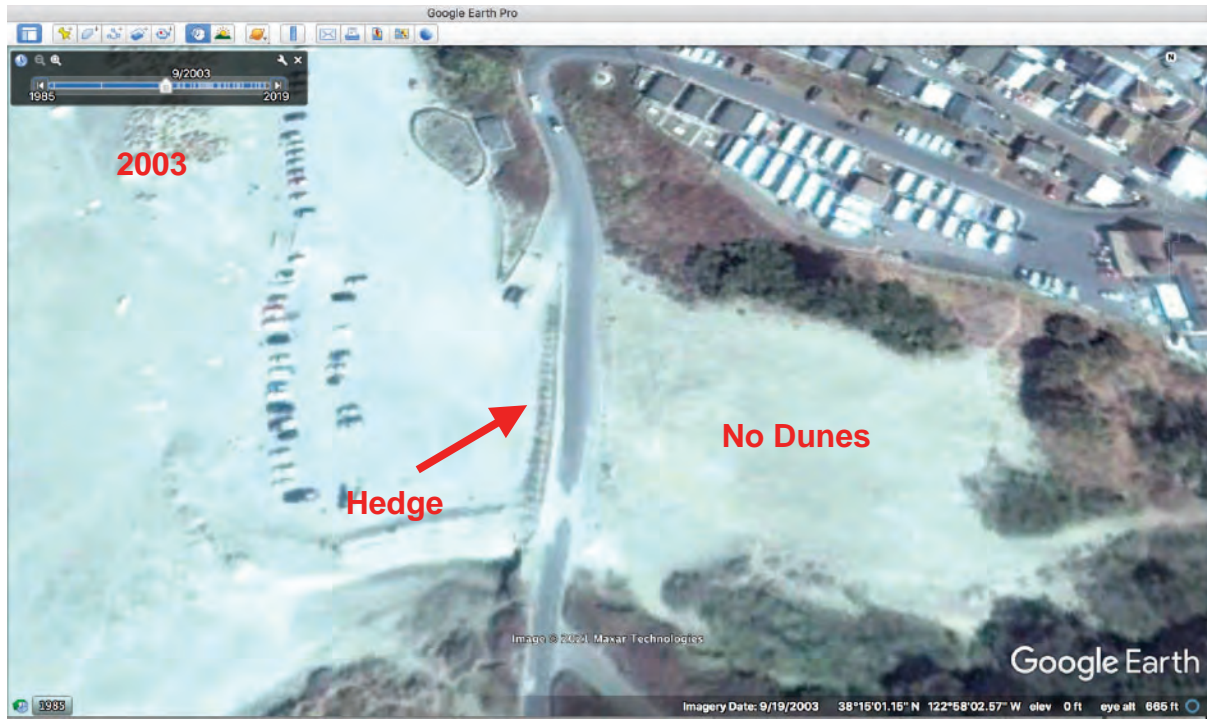 Google Earth Pro
9/2003
1985
2019
N
2003
No Dunes
Hedge
Image © 2021 Maxar Technologies
Google Earth
1985
Imagery Date: 9/19/2003 38°15'01.15" N 122°58'02.57" W elev 0 ft eye alt 665 ft